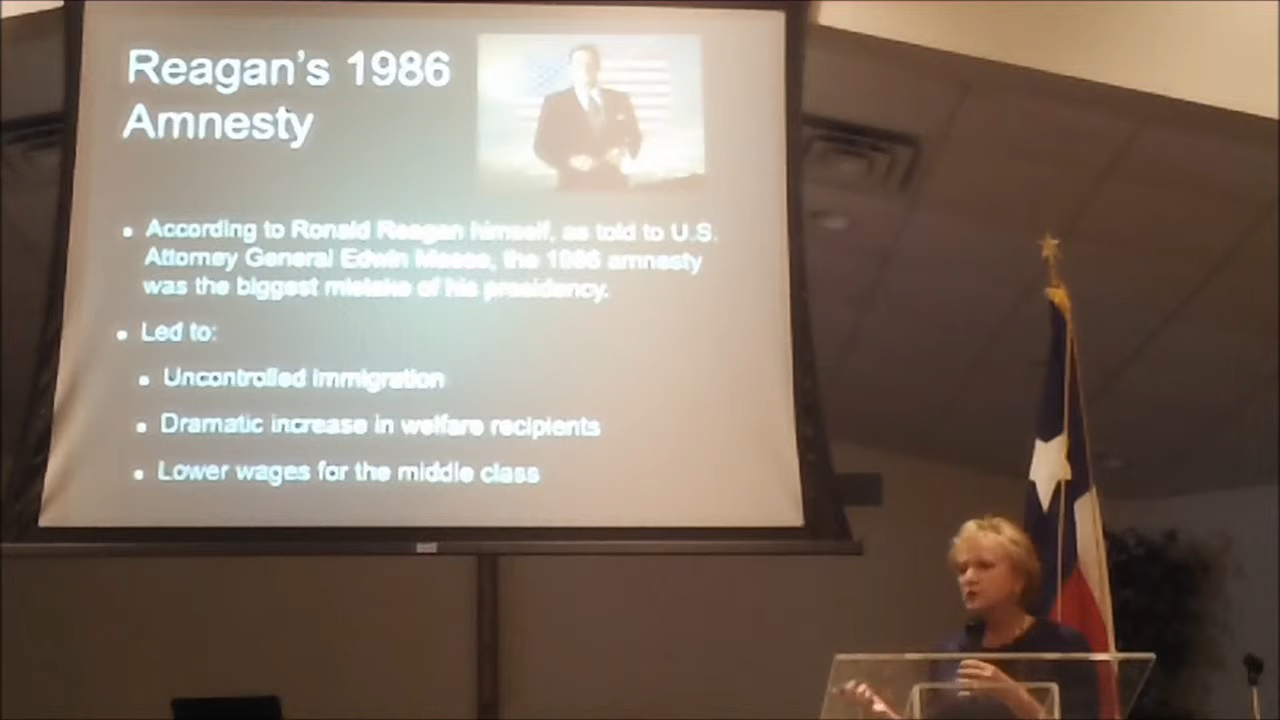 Reagan's 1986
Amnesty
• According to Ronald Reagan himself, as told to U.S.
Attorney General Edwin Meese, the 1986 amnesty
was the biggest mistake of his presidency.
• Led to:
• Uncontrolled immigration
• Dramatic increase in welfare recipients
• Lower wages for the middle class